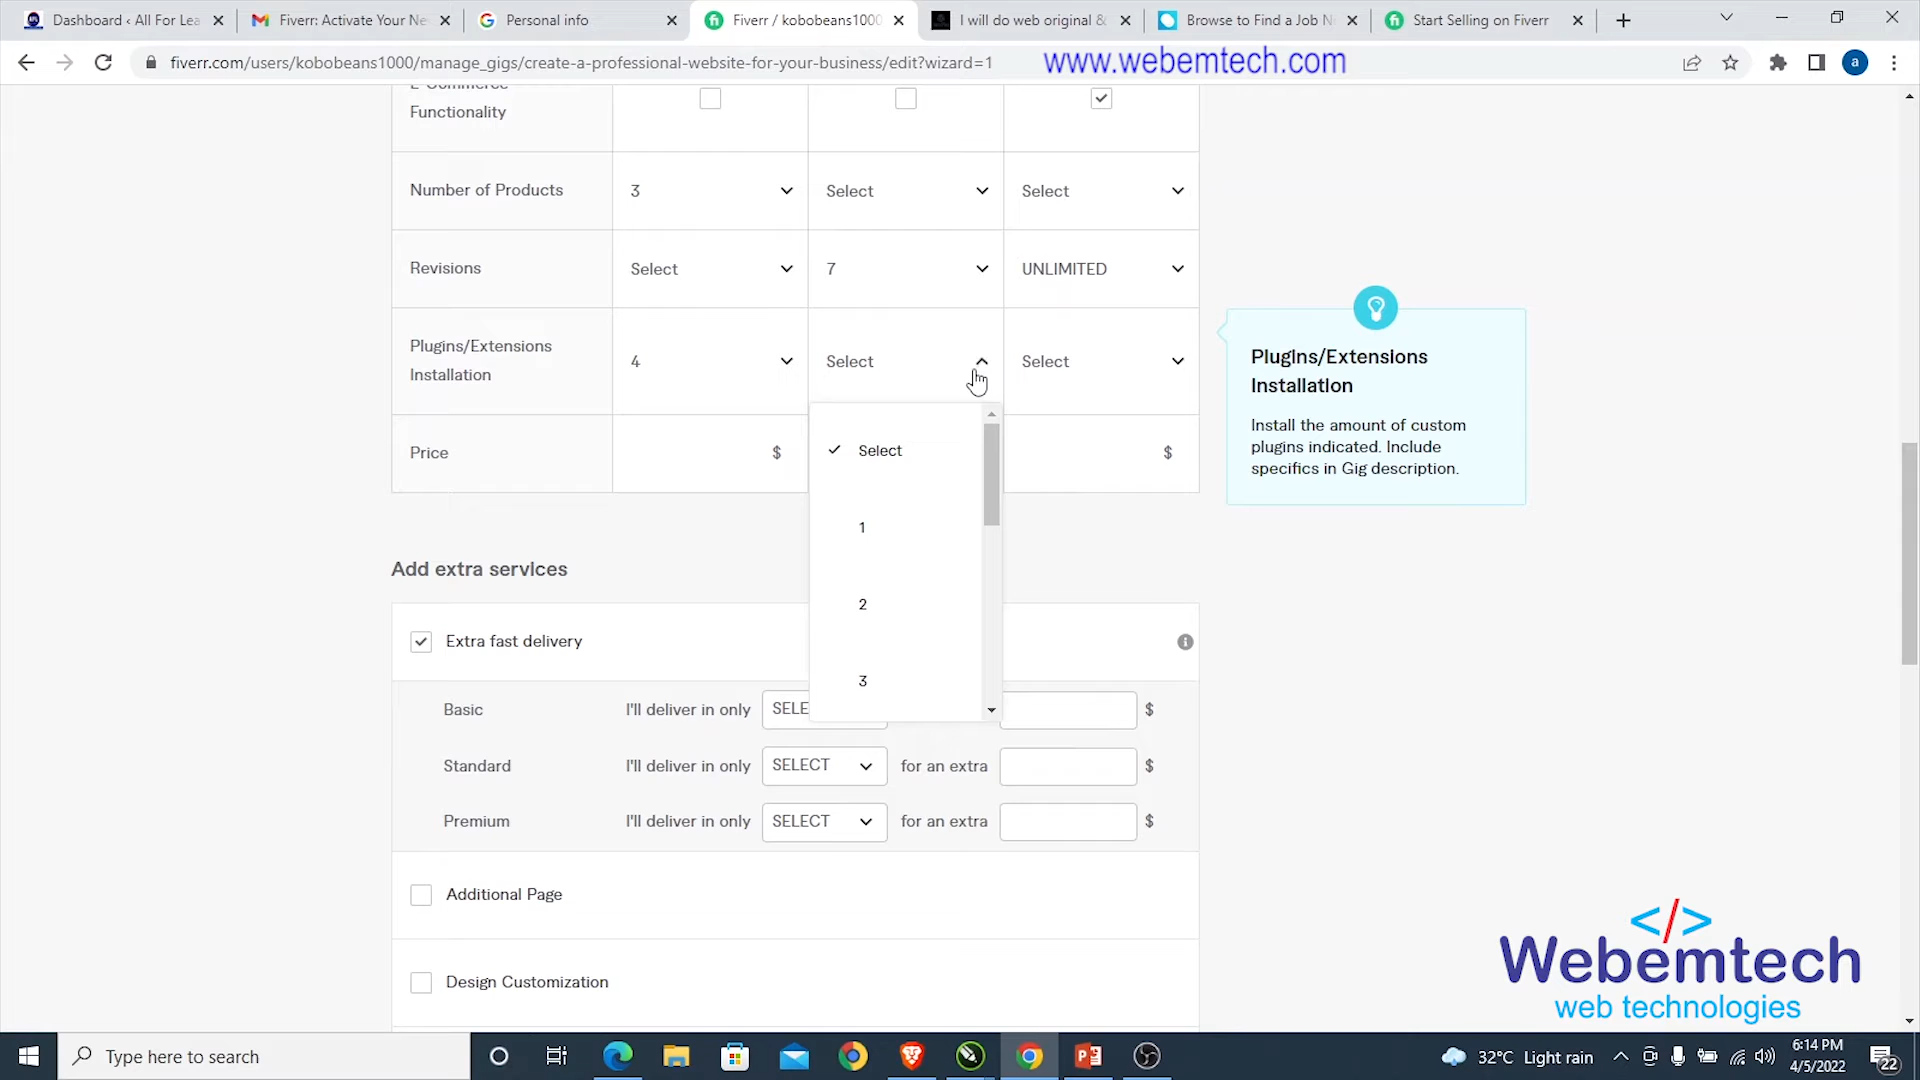 Dashboard ‹ All For Lea
Fiverr: Activate Your Ne
Personal info
Fiverr / kobobeans1000
I will do web original &
Browse to Find a Job N
Start Selling on Fiverr
fiverr.com/users/kobobeans1000/manage_gigs/create-a-professional-website-for-your-business/edit?wizard=1
www.webemtech.com
a
E-Commerce
Functionality
Number of Products
3
Select
Select
Revisions
Select
7
UNLIMITED
Plugins/Extensions
Installation
4
Select
Select
PlugIns/Extensions
Installation
Install the amount of custom
plugins indicated. Include
specifics in Gig description.
Price
$
$
Select
1
2
3
Add extra services
Extra fast delivery
Basic
I'll deliver in only
SELE
$
Standard
I'll deliver in only
SELECT
for an extra
$
Premium
I'll deliver in only
SELECT
for an extra
$
Additional Page
Design Customization
</>
Webemtech
web technologies
Type here to search
32°C Light rain
6:14 PM
4/5/2022
22